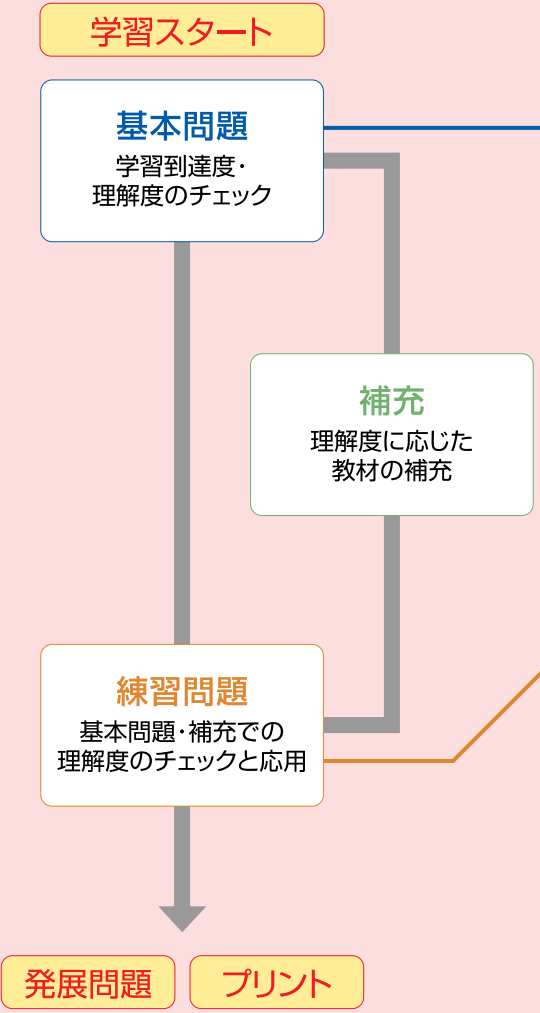 学習スタート
基本問題
学習到達度・
理解度のチェック
補充
理解度に応じた
教材の補充
練習問題
基本問題・補充での
理解度のチェックと応用
発展問題
プリント